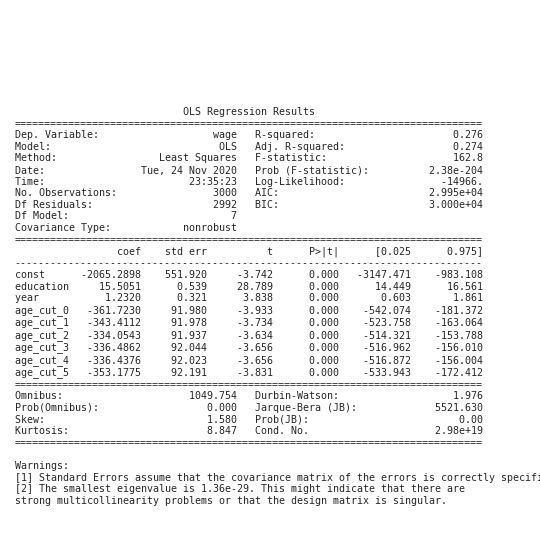 OLS Regression Results
==============================================================================
Dep. Variable:                   wage   R-squared:                       0.276
Model:                            OLS   Adj. R-squared:                  0.274
Method:                 Least Squares   F-statistic:                     162.8
Date:                Tue, 24 Nov 2020   Prob (F-statistic):          2.38e-204
Time:                        23:35:23   Log-Likelihood:                -14966.
No. Observations:                3000   AIC:                         2.995e+04
Df Residuals:                    2992   BIC:                         3.000e+04
Df Model:                           7
Covariance Type:            nonrobust
==============================================================================
                 coef    std err          t      P>|t|      [0.025      0.975]
------------------------------------------------------------------------------
const      -2065.2898    551.920     -3.742      0.000   -3147.471    -983.108
education     15.5051      0.539     28.789      0.000      14.449      16.561
year           1.2320      0.321      3.838      0.000       0.603       1.861
age_cut_0   -361.7230     91.980     -3.933      0.000    -542.074    -181.372
age_cut_1   -343.4112     91.978     -3.734      0.000    -523.758    -163.064
age_cut_2   -334.0543     91.937     -3.634      0.000    -514.321    -153.788
age_cut_3   -336.4862     92.044     -3.656      0.000    -516.962    -156.010
age_cut_4   -336.4376     92.023     -3.656      0.000    -516.872    -156.004
age_cut_5   -353.1775     92.191     -3.831      0.000    -533.943    -172.412
==============================================================================
Omnibus:                     1049.754   Durbin-Watson:                   1.976
Prob(Omnibus):                  0.000   Jarque-Bera (JB):             5521.630
Skew:                           1.580   Prob(JB):                         0.00
Kurtosis:                       8.847   Cond. No.                     2.98e+19
==============================================================================
Warnings:
[1] Standard Errors assume that the covariance matrix of the errors is correctly specifi
[2] The smallest eigenvalue is 1.36e-29. This might indicate that there are
strong multicollinearity problems or that the design matrix is singular.